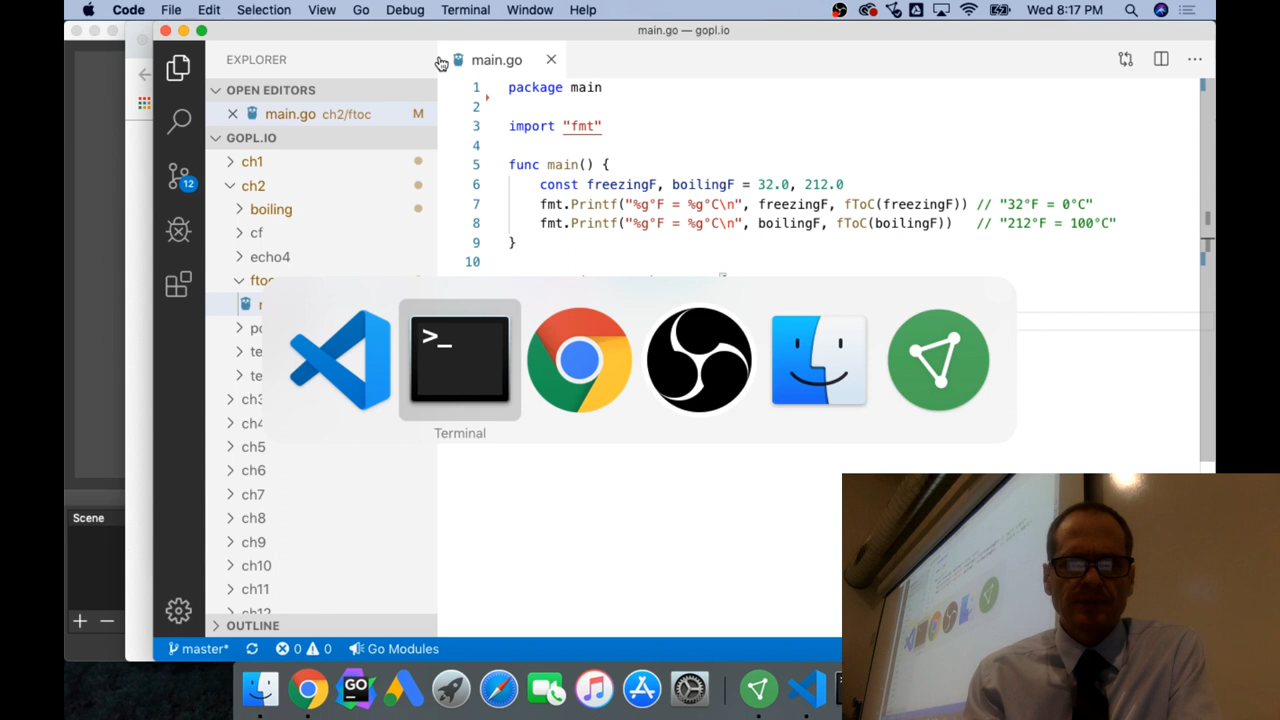 Code File Edit Selection View Go Debug Terminal Window Help Wed 8:17 PM
main.go — gopl.io
EXPLORER
main.go
OPEN EDITORS
main.go ch2/ftoc M
GOPL.IO
ch1
ch2
boiling
cf
echo4
12
ch5
ch6
ch7
ch8
ch9
ch10
ch11
ch12
OUTLINE
1 package main
2
3 import "fmt"
4
5 func main() {
6 const freezingF, boilingF = 32.0, 212.0
7 fmt.Printf("%g°F = %g°C\n", freezingF, fToC(freezingF)) // "32°F = 0°C"
8 fmt.Printf("%g°F = %g°C\n", boilingF, fToC(boilingF)) // "212°F = 100°C"
9 }
10
>_
Terminal
Scene
master* 0 0 Go Modules
GO